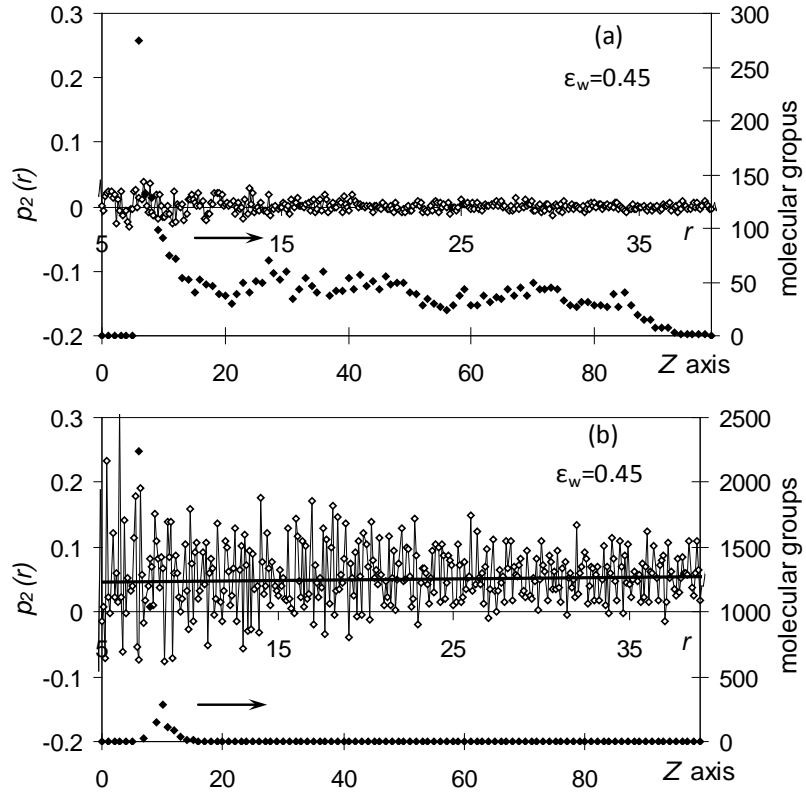 0.3 300
(a)
0.2 250
εw=0.45
0.1 200
0 150
-0.1 100
-0.2 50
0
5 15 25 35 r
0 20 40 60 80
Z axis
p2 (r)
molecular gropus
0.3 2500
(b)
0.2 2000
εw=0.45
0.1 1500
0 1000
-0.1 500
-0.2 0
5 15 25 35 r
0 20 40 60 80
Z axis
p2 (r)
molecular groups